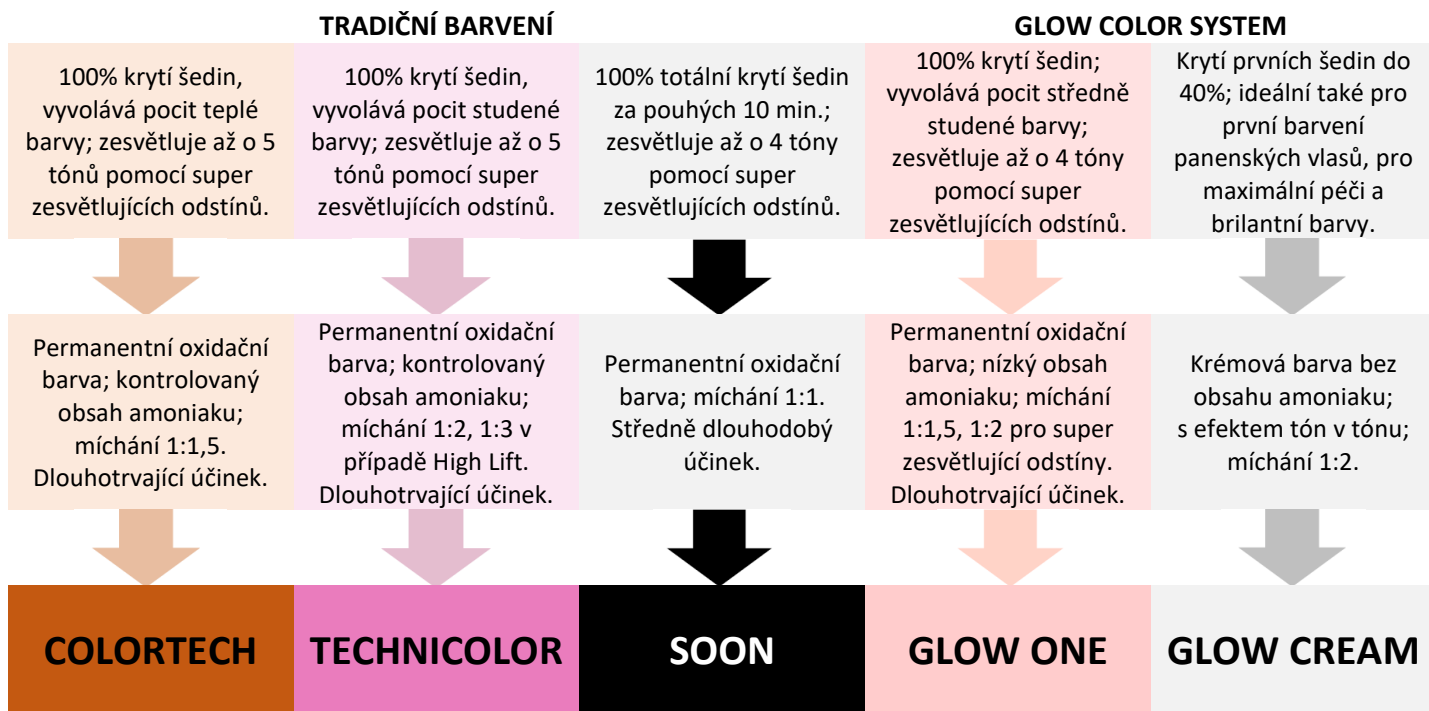 TRADIČNÍ BARVENÍ
GLOW COLOR SYSTEM
100% krytí šedin,
vyvolává pocit teplé
barvy; zesvětluje až o 5
tónů pomocí super
zesvětlujících odstínů.
100% krytí šedin,
vyvolává pocit studené
barvy; zesvětluje až o 5
tónů pomocí super
zesvětlujících odstínů.
100% totální krytí šedin
za pouhých 10 min.;
zesvětluje až o 4 tóny
pomocí super
zesvětlujících odstínů.
100% krytí šedin;
vyvolává pocit středně
studené barvy;
zesvětluje až o 4 tóny
pomocí super
zesvětlujících odstínů.
Krytí prvních šedin do
40%; ideální také pro
první barvení
panenských vlasů, pro
maximální péči a
brilantní barvy.
Permanentní oxidační
barva; kontrolovaný
obsah amoniaku;
míchání 1:1,5.
Dlouhotrvající účinek.
Permanentní oxidační
barva; kontrolovaný
obsah amoniaku;
míchání 1:2, 1:3 v
případě High Lift.
Dlouhotrvající účinek.
Permanentní oxidační
barva; míchání 1:1.
Středně dlouhodobý
účinek.
Permanentní oxidační
barva; nízký obsah
amoniaku; míchání
1:1,5, 1:2 pro super
zesvětlující odstíny.
Dlouhotrvající účinek.
Krémová barva bez
obsahu amoniaku;
s efektem tón v tónu;
míchání 1:2.
COLORTECH
TECHNICOLOR
SOON
GLOW ONE
GLOW CREAM